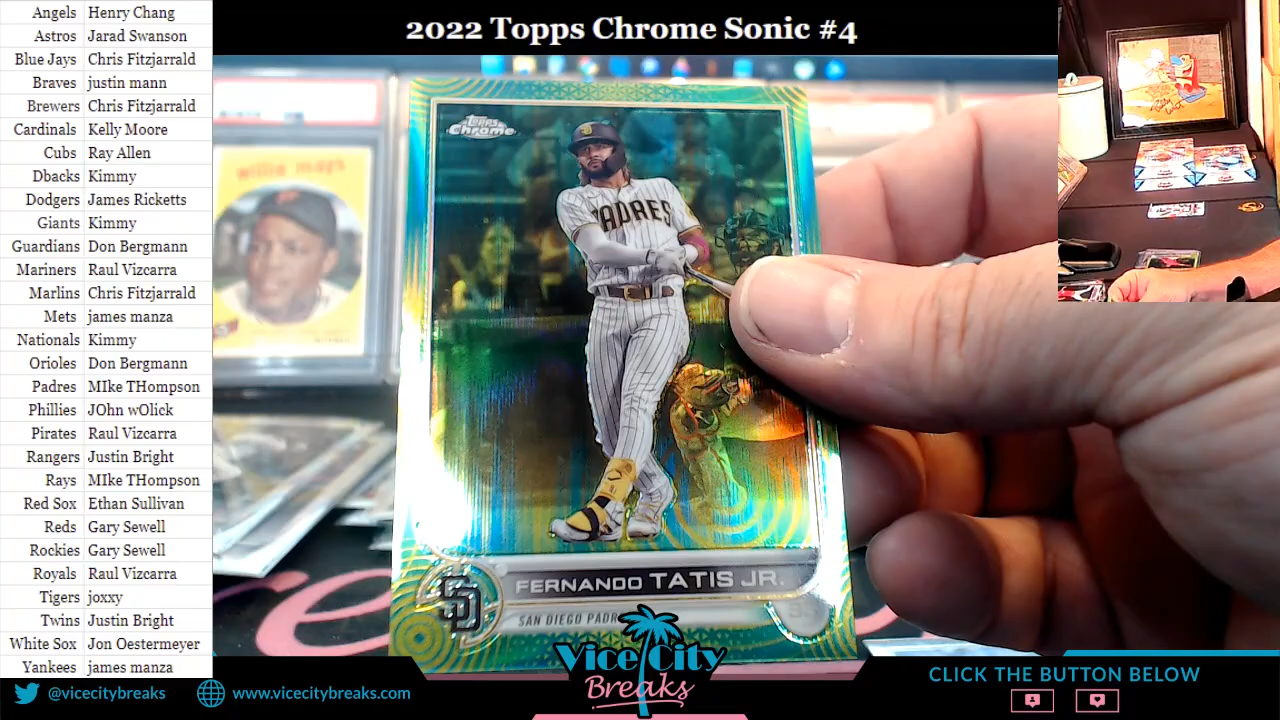 2022 Topps Chrome Sonic #4
Angels Henry Chang
Astros Jarad Swanson
Blue Jays Chris Fitzjarrald
Braves justin mann
Brewers Chris Fitzjarrald
Cardinals Kelly Moore
Cubs Ray Allen
Dbacks Kimmy
Dodgers James Ricketts
Giants Kimmy
Guardians Don Bergmann
Mariners Raul Vizcarra
Marlins Chris Fitzjarrald
Mets james manza
Nationals Kimmy
Orioles Don Bergmann
Padres MIke THompson
Phillies JOhn wOlick
Pirates Raul Vizcarra
Rangers Justin Bright
Rays MIke THompson
Red Sox Ethan Sullivan
Reds Gary Sewell
Rockies Gary Sewell
Royals Raul Vizcarra
Tigers joxxy
Twins Justin Bright
White Sox Jon Oestermeyer
Yankees james manza
willie mays
Topps
Chrome
PADRES
FERNANDO TATIS JR.
SD
SAN DIEGO PADR
Vice City
Breaks
@vicecitybreaks
www.vicecitybreaks.com
CLICK THE BUTTON BELOW